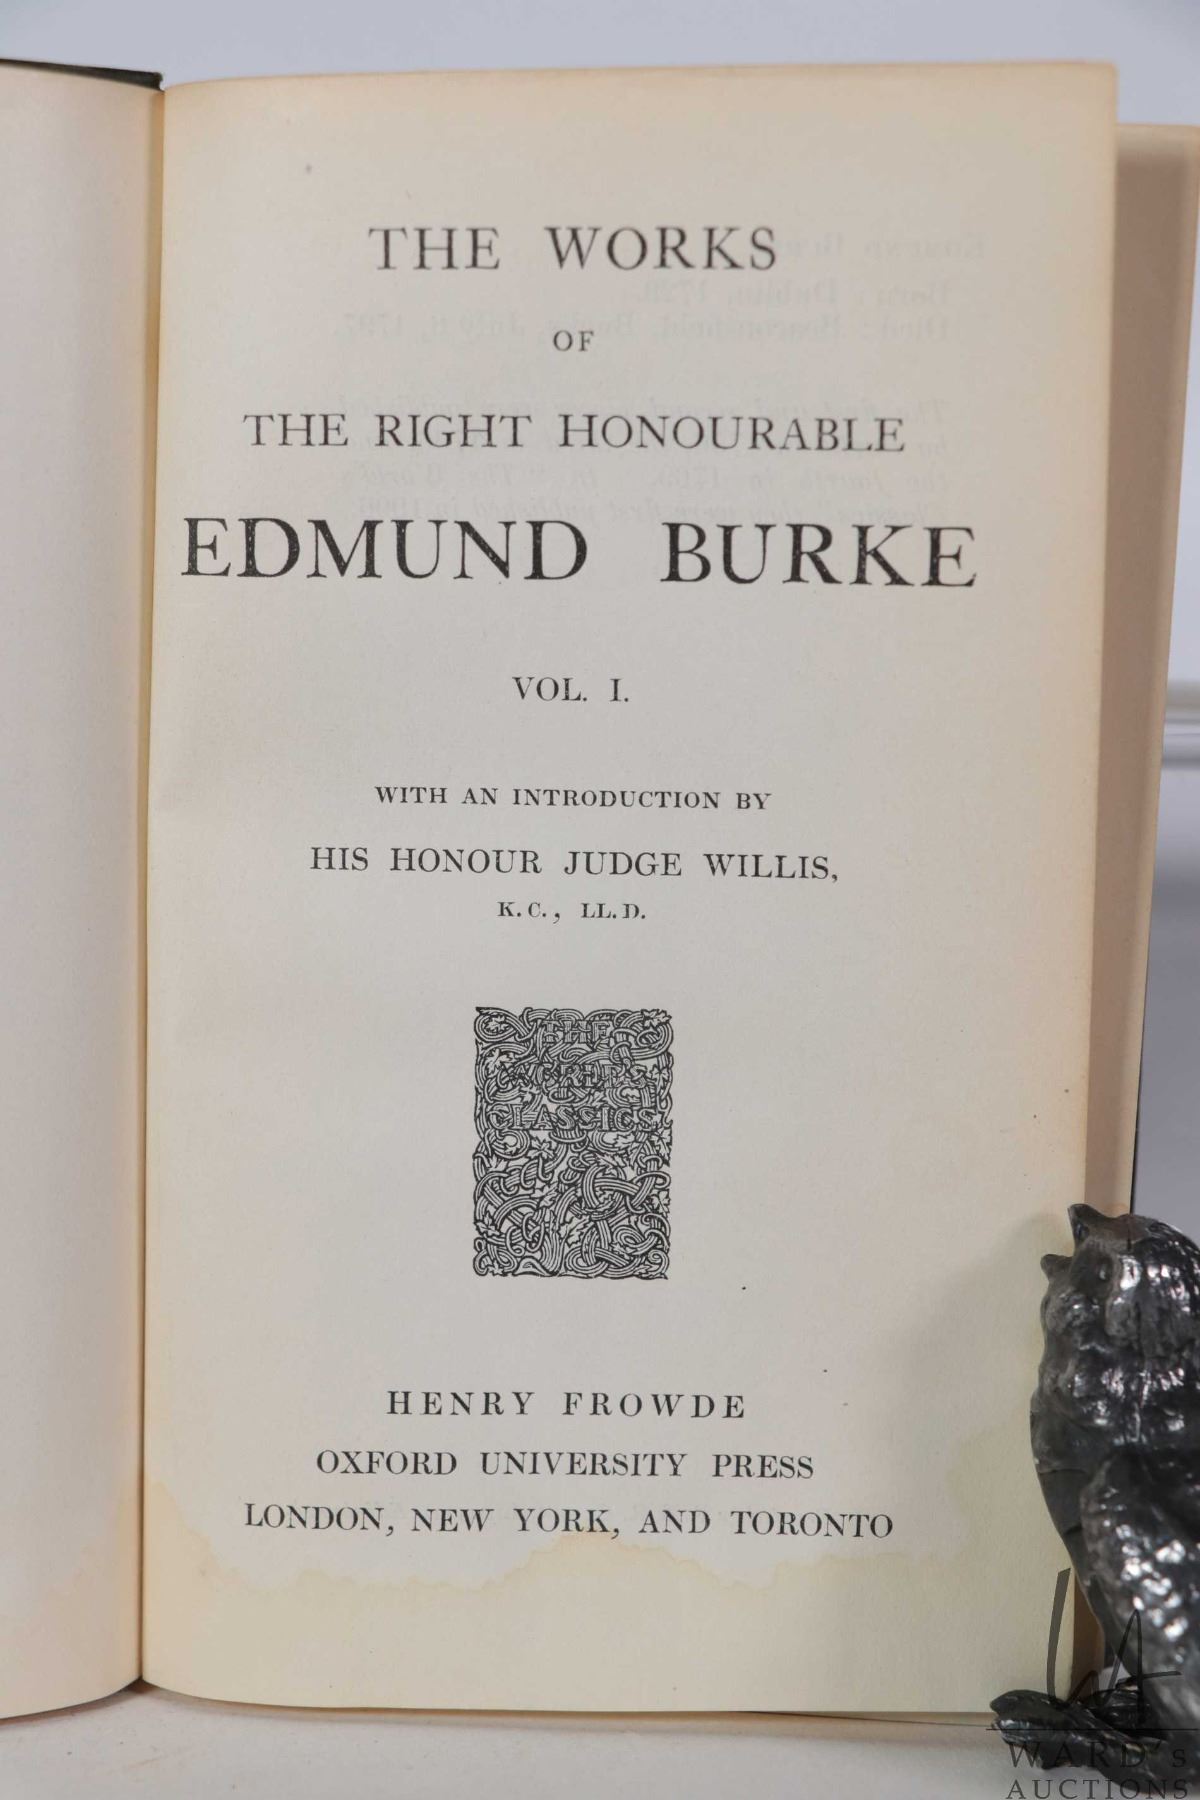 THE WORKS
OF
THE RIGHT HONOURABLE
EDMUND BURKE
VOL. I.
WITH AN INTRODUCTION BY
HIS HONOUR JUDGE WILLIS,
K.C., LL.D.
THE
WORLD'S
CLASSICS
HENRY FROWDE
OXFORD UNIVERSITY PRESS
LONDON, NEW YORK, AND TORONTO
WARD's
AUCTIONS